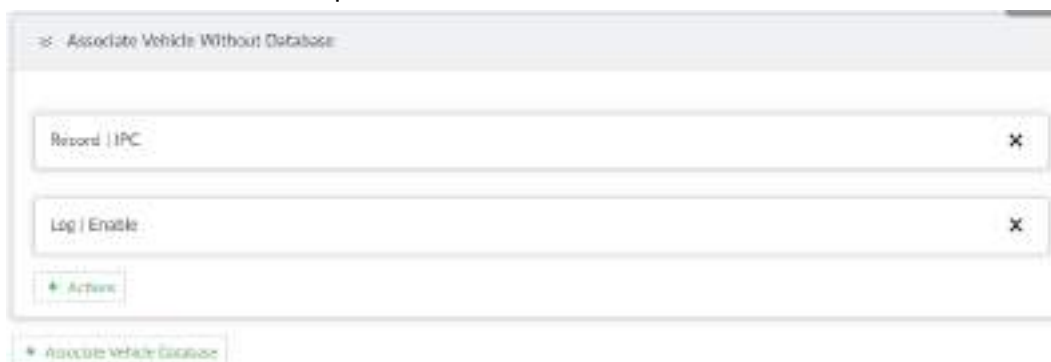 Associate Vehicle Without Database
Record | IPC
Log | Enable
+ Actions
+ Associate Vehicle Database